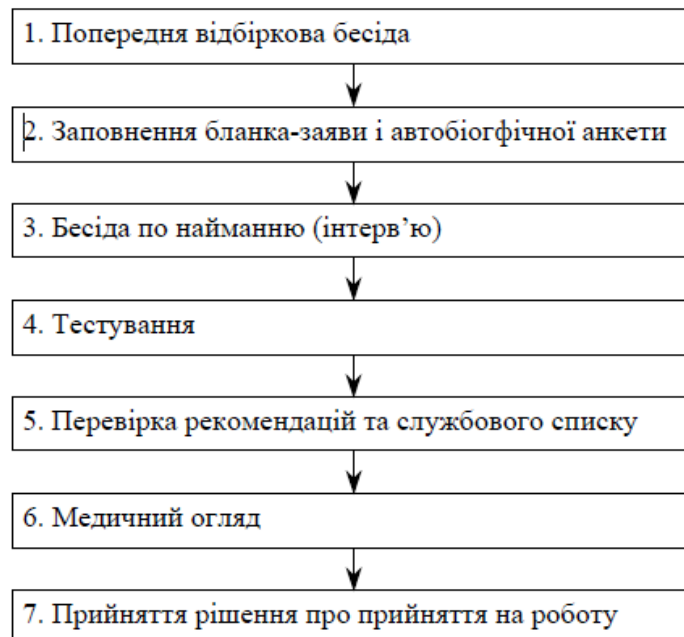 1. Попередня відбіркова бесіда
2. Заповнення бланка-заяви і автобіогфічної анкети
3. Бесіда по найманню (інтерв’ю)
4. Тестування
5. Перевірка рекомендацій та службового списку
6. Медичний огляд
7. Прийняття рішення про прийняття на роботу